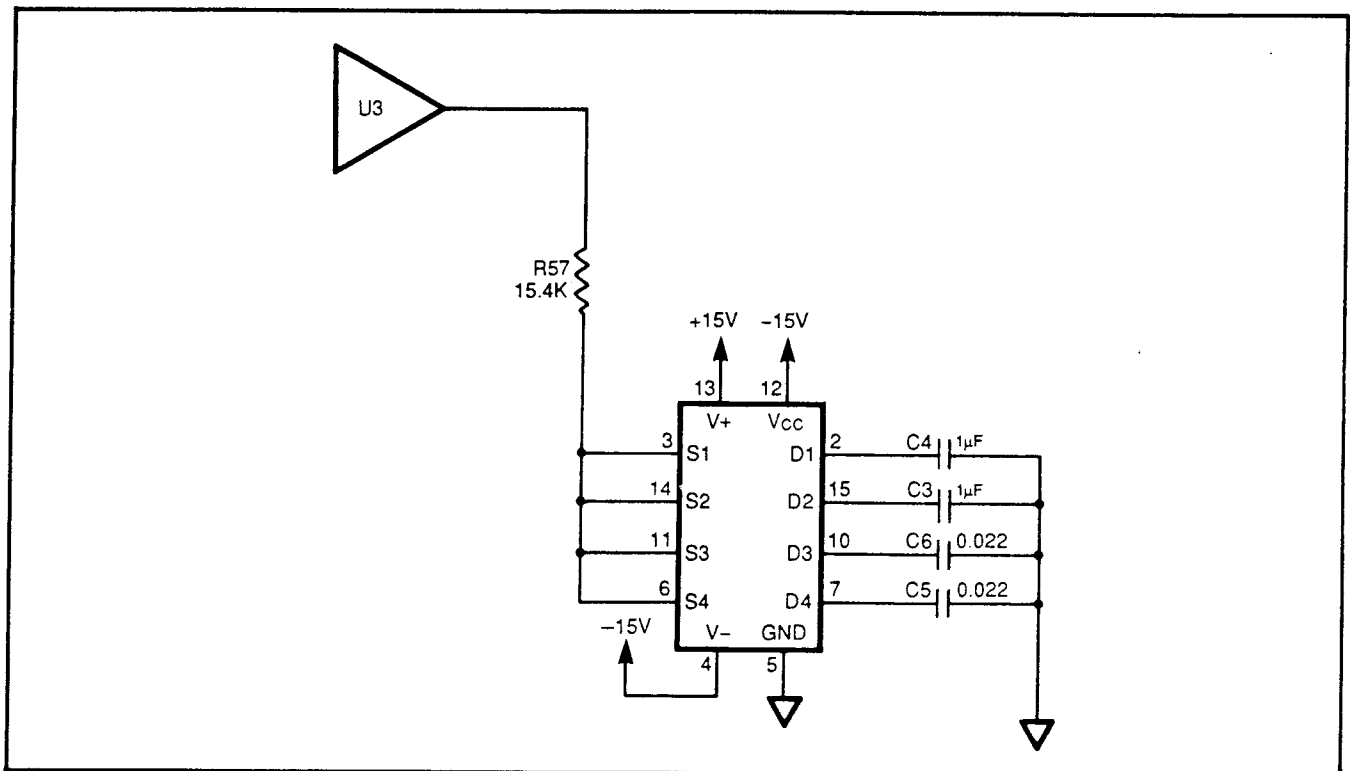 U3
R57
15.4K
+15V -15V
13 12
V+ VCC
3 S1 D1 2 C4 1µF
14 S2 D2 15 C3 1µF
11 S3 D3 10 C6 0.022
6 S4 D4 7 C5 0.022
-15V V- GND
4 5